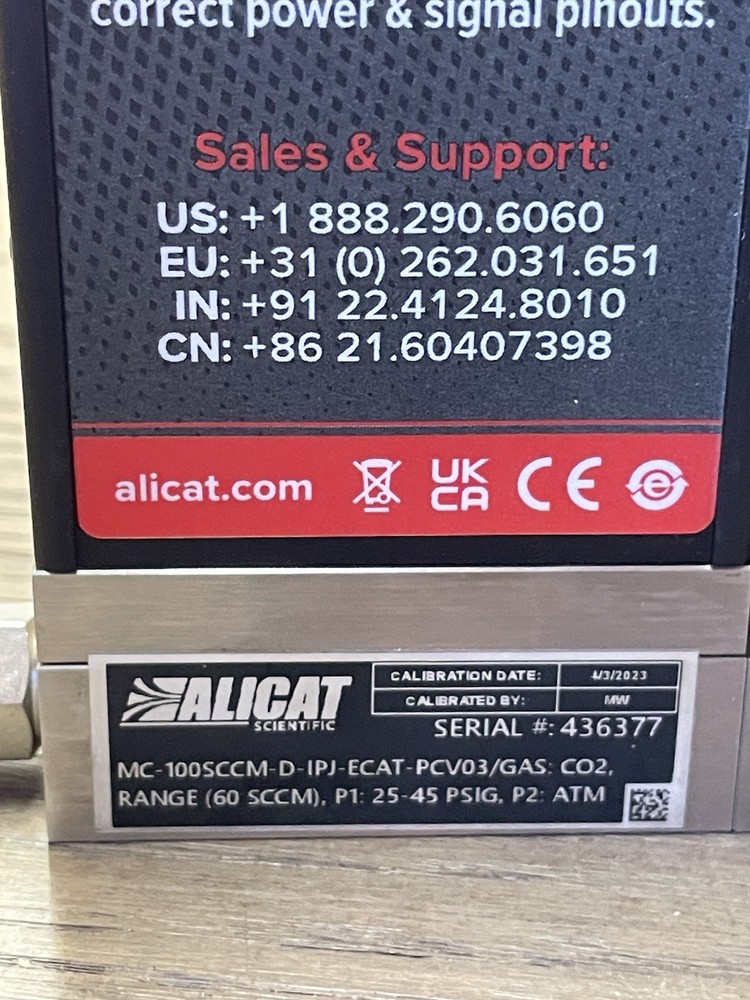 correct power & signal pinouts.
Sales & Support:
US: +1 888.290.6060
EU: +31 (0) 262.031.651
IN: +91 22.4124.8010
CN: +86 21.60407398
alicat.com UK CA CE e
ALICAT
SCIENTIFIC
CALIBRATION DATE: 4/3/2023
CALIBRATED BY: MW
SERIAL #: 436377
MC-100SCCM-D-IPJ-ECAT-PCV03/GAS: CO2,
RANGE (60 SCCM), P1: 25-45 PSIG, P2: ATM